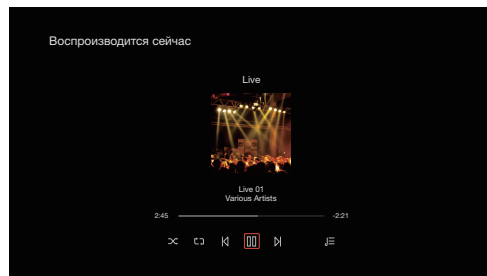 Воспроизводится сейчас
Live
Live 01
Various Artists
2:45
-2:21